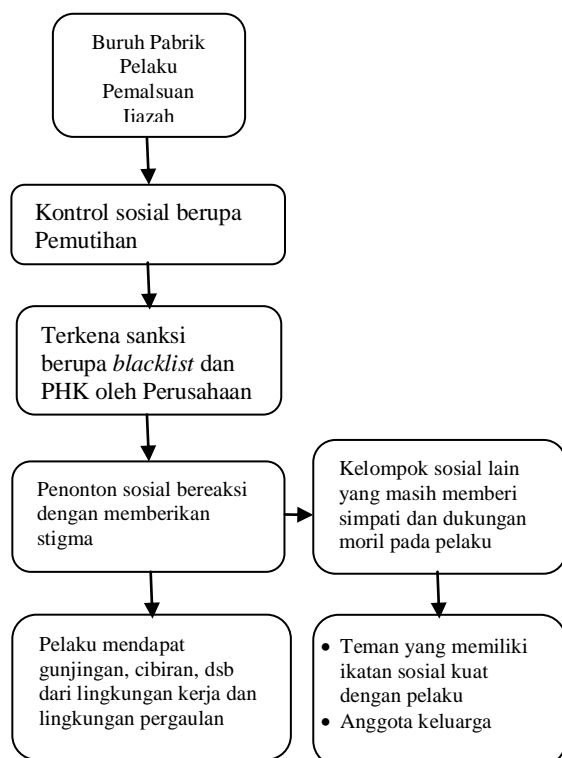 Buruh Pabrik
Pelaku
Pemalsuan
Ijazah
Kontrol sosial berupa
Pemutihan
Terkena sanksi
berupa blacklist dan
PHK oleh Perusahaan
Penonton sosial bereaksi
dengan memberikan
stigma
Kelompok sosial lain
yang masih memberi
simpati dan dukungan
moril pada pelaku
Pelaku mendapat
gunjingan, cibiran, dsb
dari lingkungan kerja dan
lingkungan pergaulan
• Teman yang memiliki
ikatan sosial kuat
dengan pelaku
• Anggota keluarga